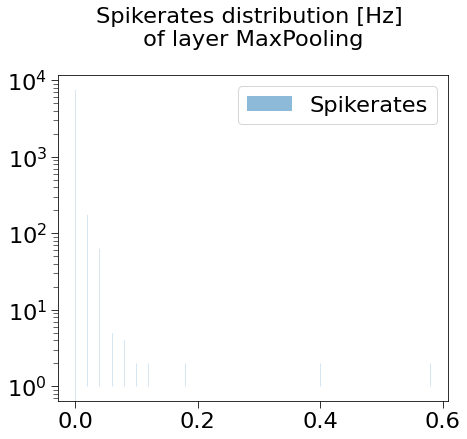 Spikerates distribution [Hz]
of layer MaxPooling
Spikerates
10⁴
10³
10²
10¹
10⁰
0.0 0.2 0.4 0.6